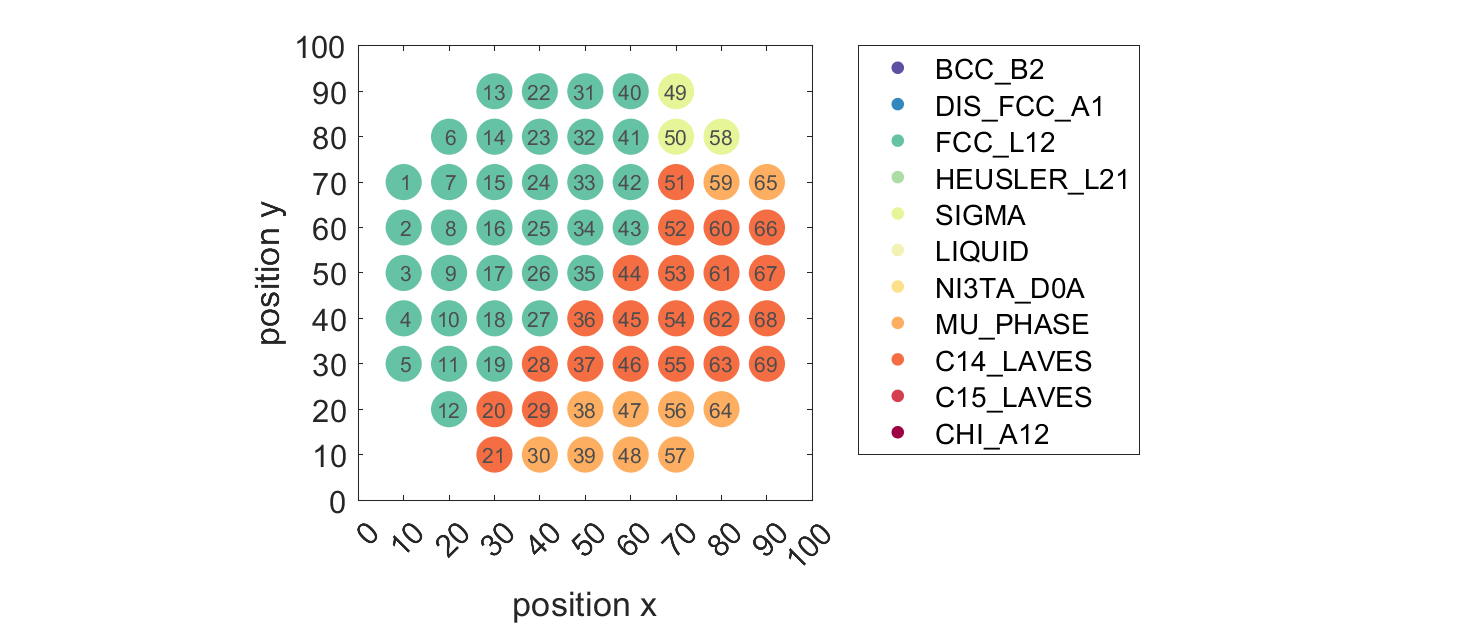 100
90 13 22 31 40 49
80 6 14 23 32 41 50 58
70 1 7 15 24 33 42 51 59 65
60 2 8 16 25 34 43 52 60 66
50 3 9 17 26 35 44 53 61 67
40 4 10 18 27 36 45 54 62 68
30 5 11 19 28 37 46 55 63 69
20 12 20 29 38 47 56 64
10 21 30 39 48 57
0
0 10 20 30 40 50 60 70 80 90 100
position x
position y
BCC_B2
DIS_FCC_A1
FCC_L12
HEUSLER_L21
SIGMA
LIQUID
NI3TA_D0A
MU_PHASE
C14_LAVES
C15_LAVES
CHI_A12